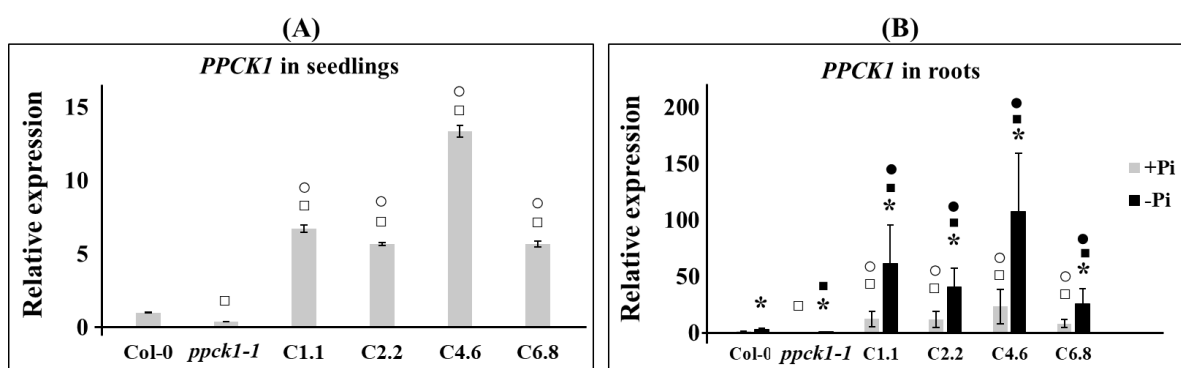 (A)
PPCK1 in seedlings
Relative expression
15
10
5
0
Col-0 ppck1-1 C1.1 C2.2 C4.6 C6.8
(B)
PPCK1 in roots
Relative expression
200
150
100
50
0
* * * * * *
+Pi
-Pi
Col-0 ppck1-1 C1.1 C2.2 C4.6 C6.8